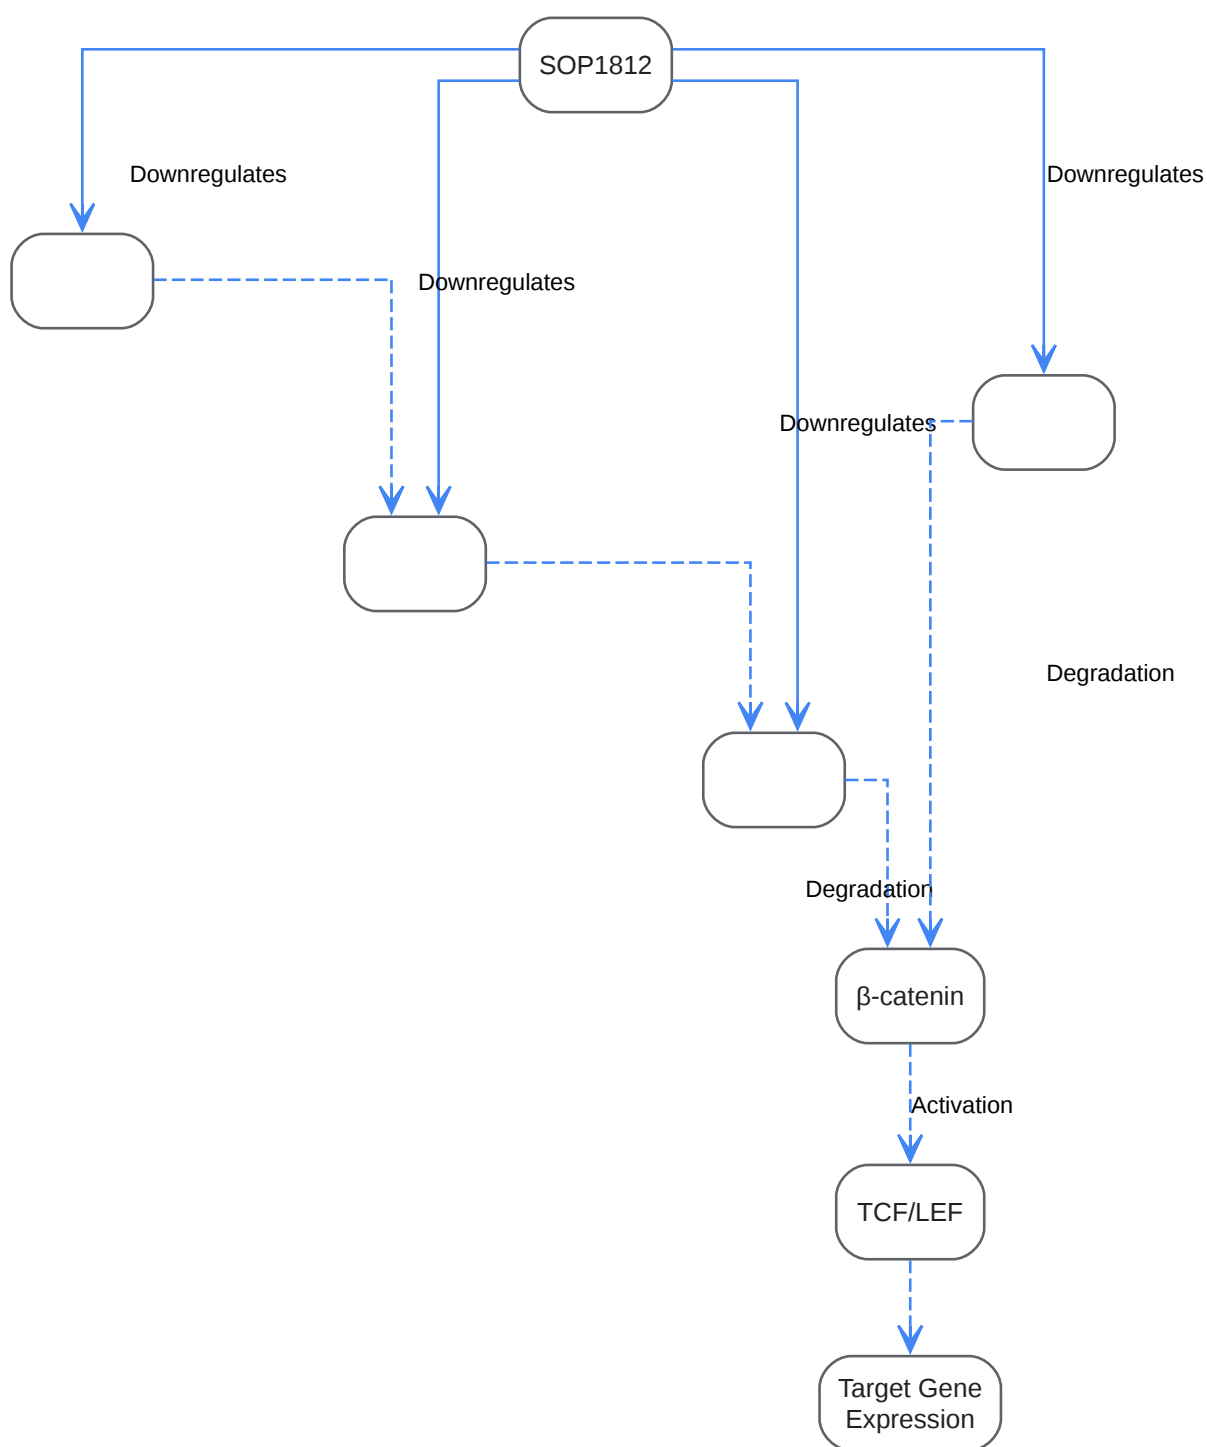 SOP1812
Downregulates
Downregulates
Downregulates
Downregulates
Degradation
Degradation
β-catenin
Activation
TCF/LEF
Target Gene
Expression